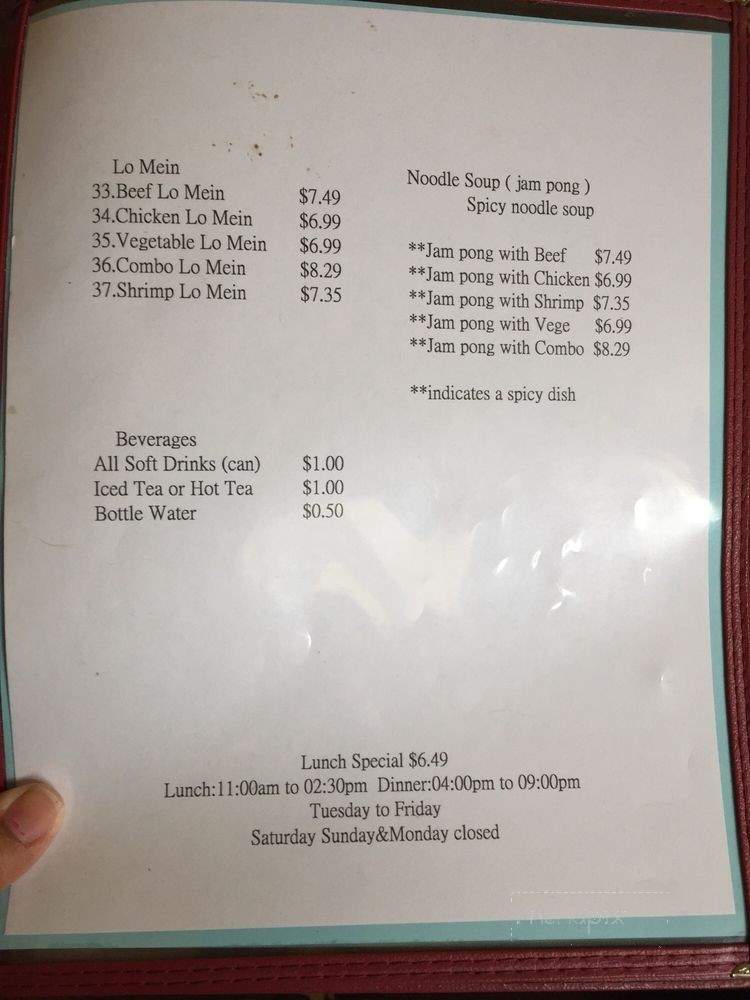 Lo Mein
33.Beef Lo Mein $7.49
34.Chicken Lo Mein $6.99
35.Vegetable Lo Mein $6.99
36.Combo Lo Mein $8.29
37.Shrimp Lo Mein $7.35
Noodle Soup ( jam pong )
Spicy noodle soup
**Jam pong with Beef $7.49
**Jam pong with Chicken $6.99
**Jam pong with Shrimp $7.35
**Jam pong with Vege $6.99
**Jam pong with Combo $8.29
**indicates a spicy dish
Beverages
All Soft Drinks (can) $1.00
Iced Tea or Hot Tea $1.00
Bottle Water $0.50
Lunch Special $6.49
Lunch:11:00am to 02:30pm Dinner:04:00pm to 09:00pm
Tuesday to Friday
Saturday Sunday&Monday closed